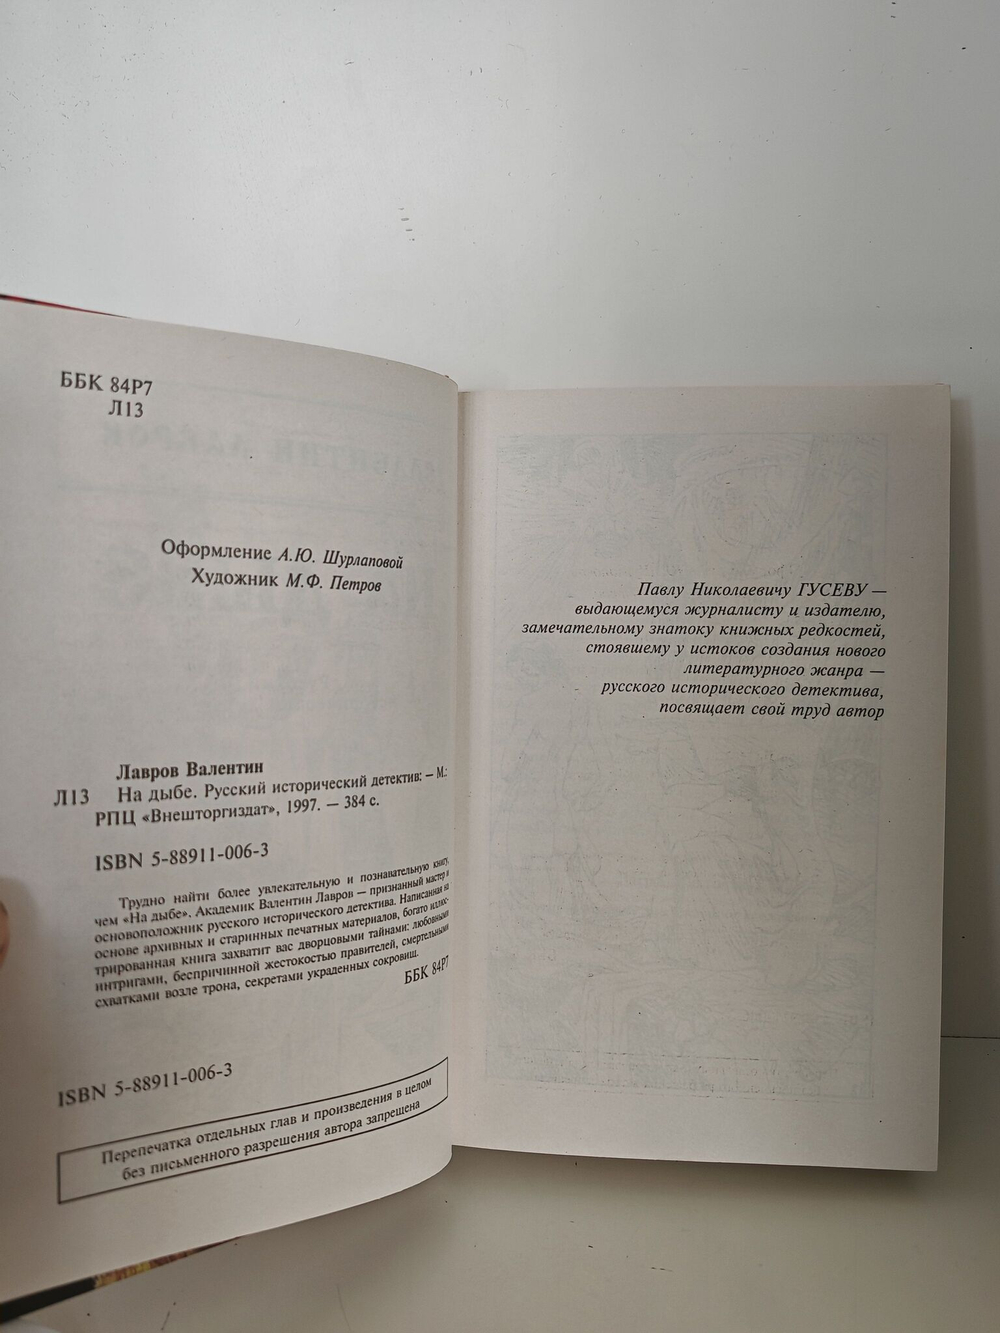 ББК 84Р7
Л13
Оформление А.Ю. Шурлаповой
Художник М.Ф. Петров
Лавров Валентин
Л13 На дыбе. Русский исторический детектив: – М.:
РПЦ «Внешторгиздат», 1997. — 384 с.
ISBN 5-88911-006-3
Трудно найти более увлекательную и познавательную книгу,
чем «На дыбе». Академик Валентин Лавров — признанный мастер и
основоположник русского исторического детектива. Написанная на
основе архивных и старинных печатных материалов, богато иллюс-
трированная книга захватит вас дворцовыми тайнами: любовными
интригами, беспричинной жестокостью правителей, смертельными
схватками возле трона, секретами украденных сокровищ.
ББК 84Р7
ISBN 5-88911-006-3
Перепечатка отдельных глав и произведения в целом
без письменного разрешения автора запрещена
Павлу Николаевичу ГУСЕВУ —
выдающемуся журналисту и издателю,
замечательному знатоку книжных редкостей,
стоявшему у истоков создания нового
литературного жанра —
русского исторического детектива,
посвящает свой труд автор